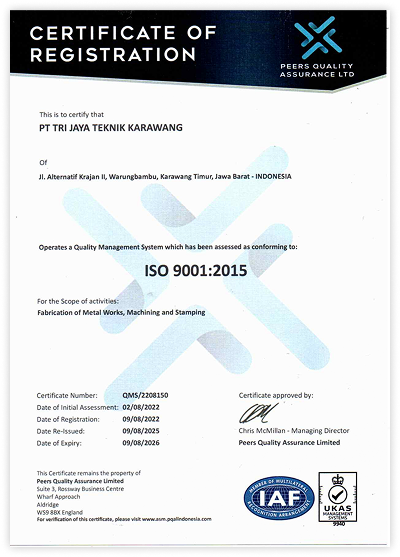 CERTIFICATE OF
REGISTRATION
PEERS QUALITY
ASSURANCE LTD
This is to certify that
PT TRI JAYA TEKNIK KARAWANG
Of
Jl. Alternatif Krajan II, Warungbambu, Karawang Timur, Jawa Barat - INDONESIA
Operates a Quality Management System which has been assessed as conforming to:
ISO 9001:2015
For the Scope of activities:
Fabrication of Metal Works, Machining and Stamping
Certificate Number: QMS/2208150
Date of Initial Assessment: 02/08/2022
Date of Registration: 09/08/2022
Date Re-Issued: 09/08/2025
Date of Expiry: 09/08/2026
Certificate approved by:
Chris McMillan - Managing Director
Peers Quality Assurance Limited
This Certificate remains the property of
Peers Quality Assurance Limited
Suite 3, Rossway Business Centre
Wharf Approach
Aldridge
WS9 8BX England
For verification of this certificate, please visit www.asm.pqalindonesia.com
MEMBER OF MULTILATERAL
IAF
RECOGNITION ARRANGEMENT
UKAS
MANAGEMENT
SYSTEMS
9940